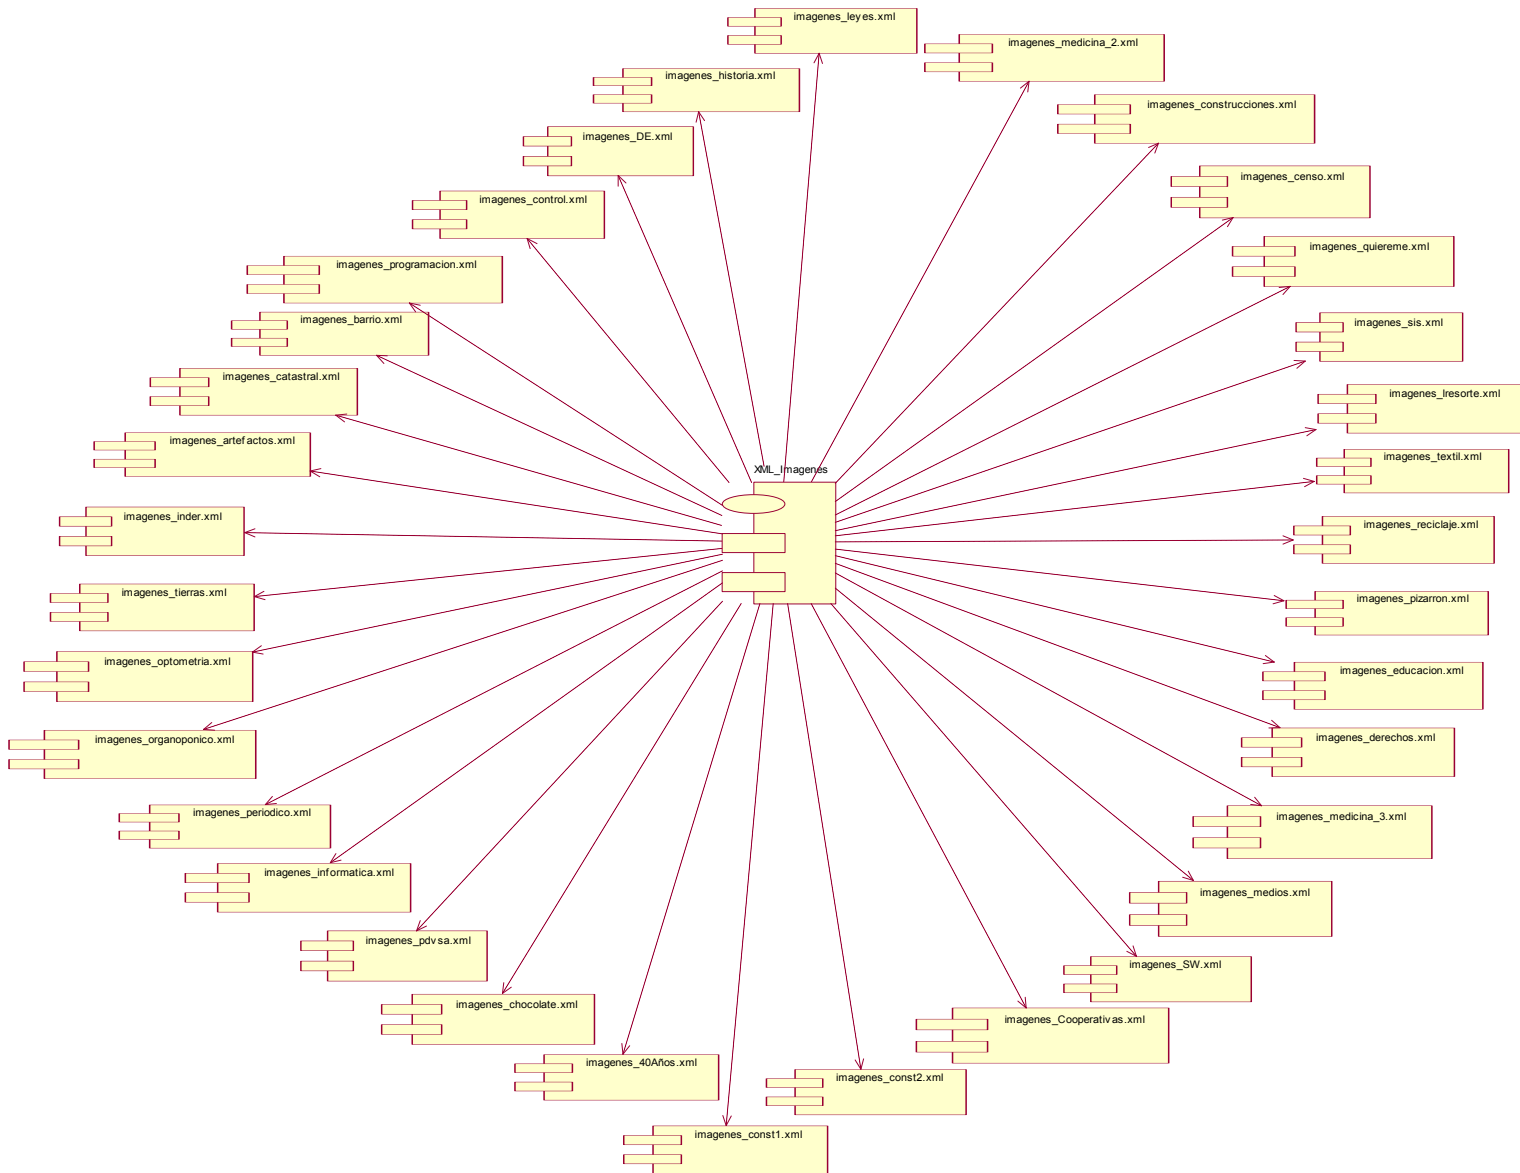 imagenes_leyes.xml
imagenes_medicina_2.xml
imagenes_historia.xml
imagenes_construcciones.xml
imagenes_DE.xml
imagenes_censo.xml
imagenes_control.xml
imagenes_quiereme.xml
imagenes_programacion.xml
imagenes_barrio.xml
imagenes_sis.xml
imagenes_catastral.xml
imagenes_lresorte.xml
imagenes_artefactos.xml
imagenes_textil.xml
XML_Imagenes
imagenes_inder.xml
imagenes_reciclaje.xml
imagenes_tierras.xml
imagenes_pizarron.xml
imagenes_optometria.xml
imagenes_educacion.xml
imagenes_organoponico.xml
imagenes_derechos.xml
imagenes_periodico.xml
imagenes_medicina_3.xml
imagenes_informatica.xml
imagenes_medios.xml
imagenes_pdvsa.xml
imagenes_SW.xml
imagenes_chocolate.xml
imagenes_Cooperativas.xml
imagenes_40Años.xml
imagenes_const2.xml
imagenes_const1.xml